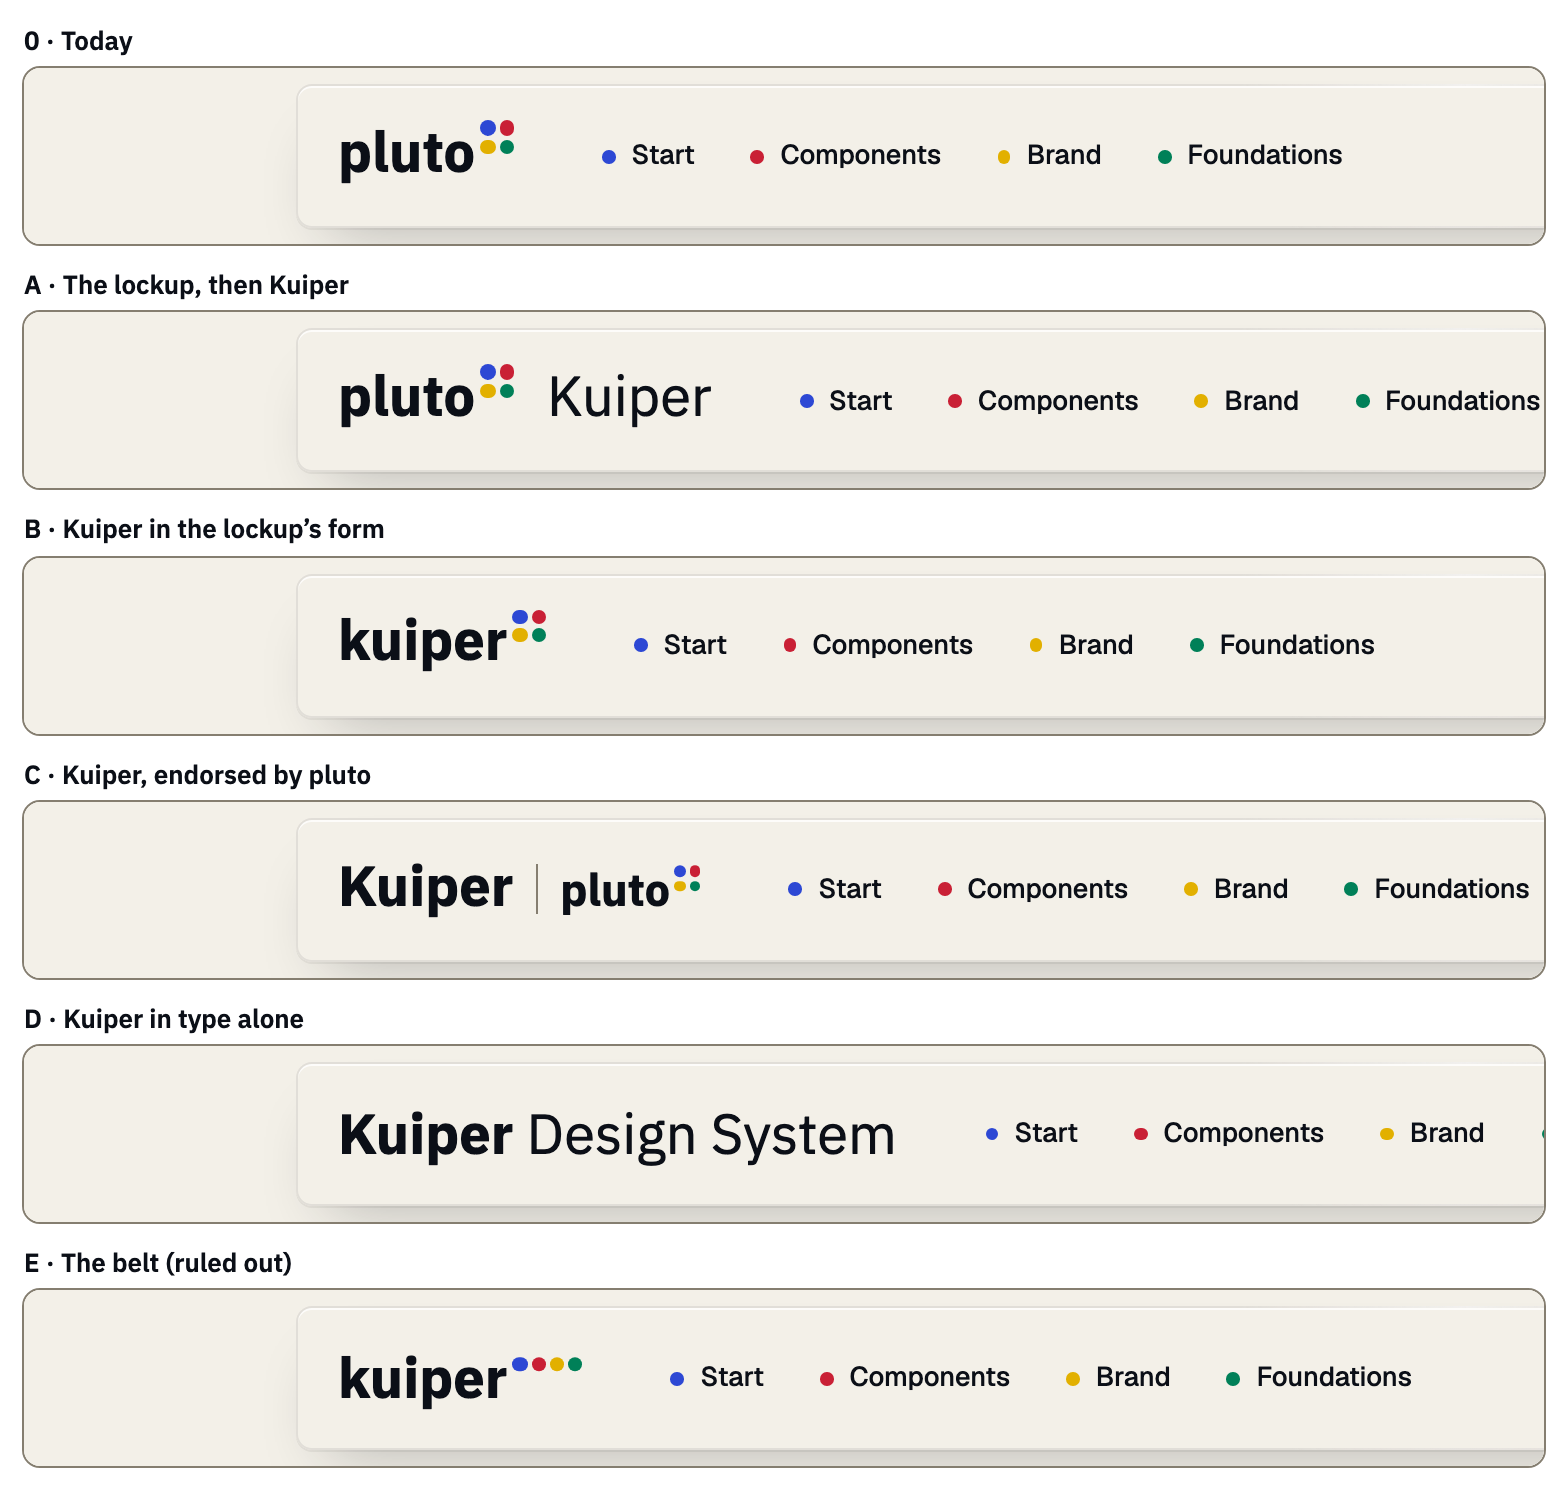 0 · Today
pluto Start Components Brand Foundations
A · The lockup, then Kuiper
pluto Kuiper Start Components Brand Foundations
B · Kuiper in the lockup’s form
kuiper Start Components Brand Foundations
C · Kuiper, endorsed by pluto
Kuiper | pluto Start Components Brand Foundations
D · Kuiper in type alone
Kuiper Design System Start Components Brand
E · The belt (ruled out)
kuiper Start Components Brand Foundations